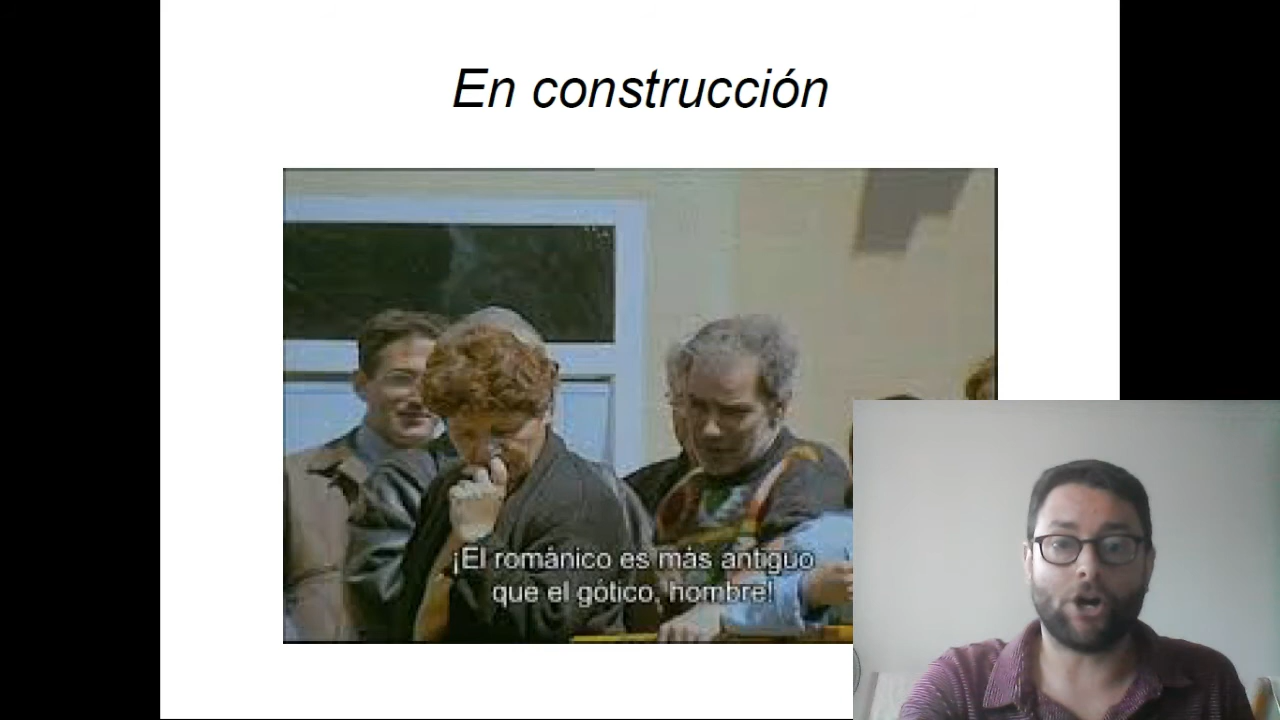 En construcción
¡El románico es más antiguo
que el gótico, hombre!